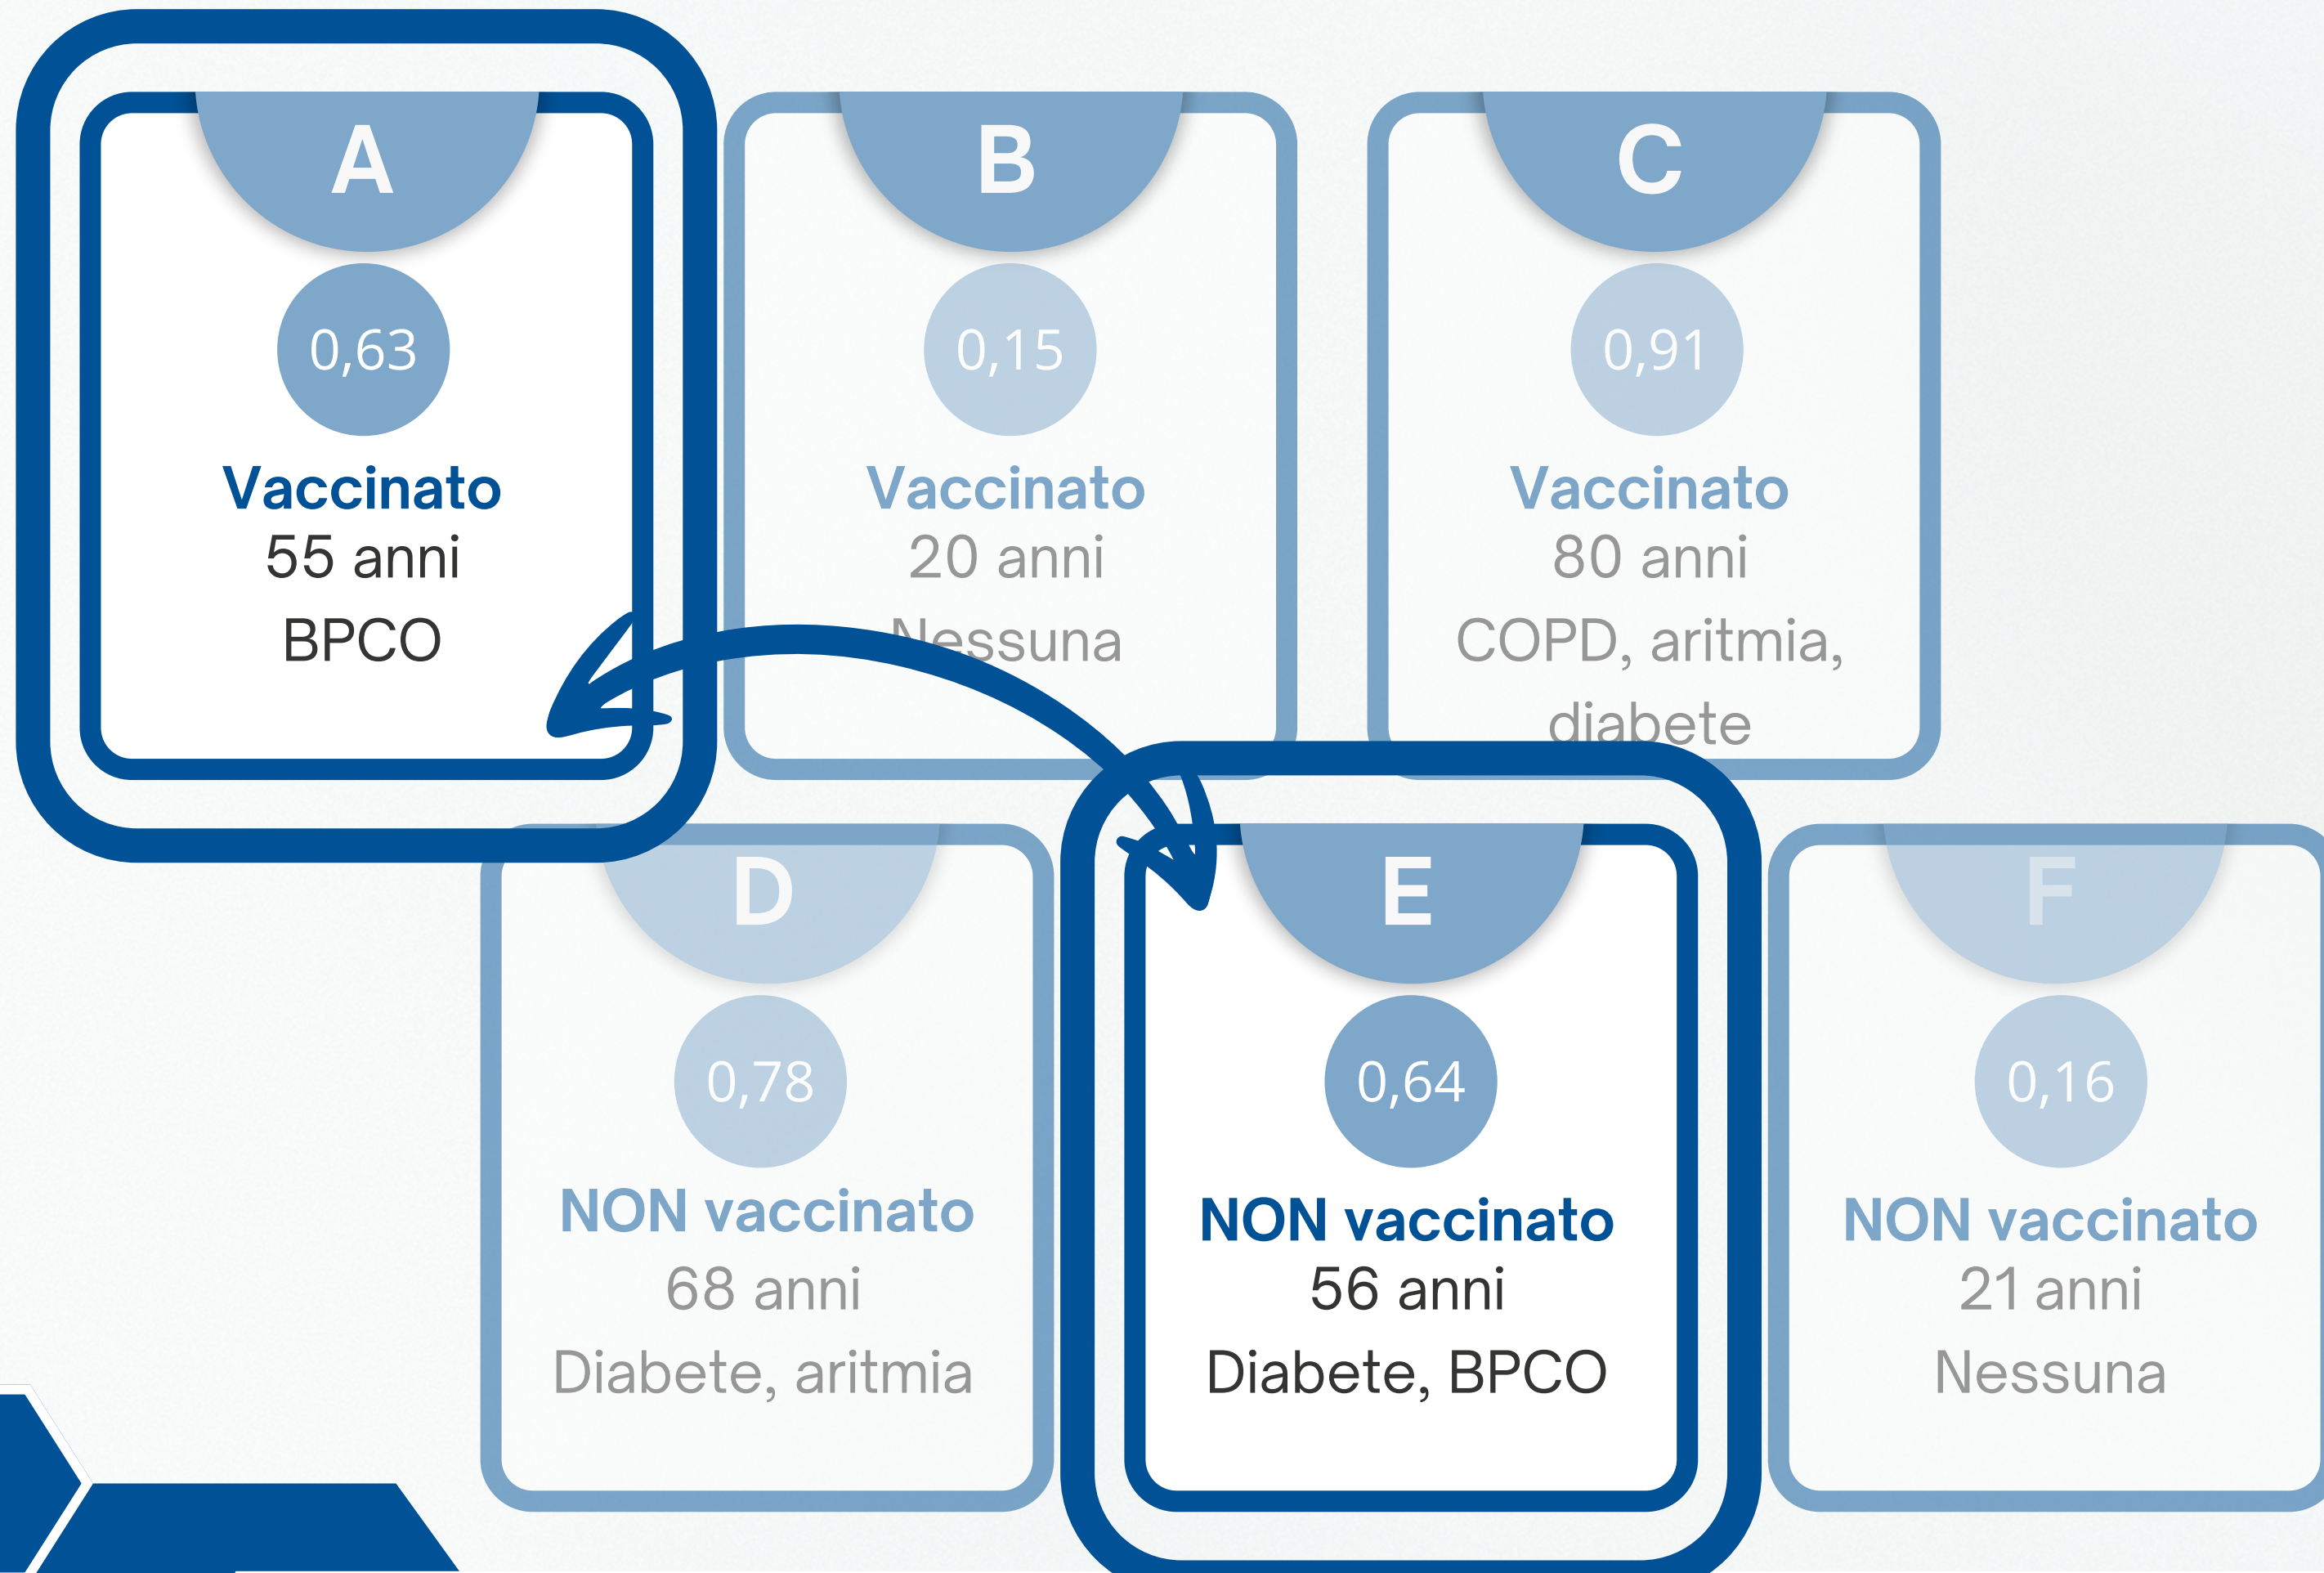 A
0,63
Vaccinato
55 anni
BPCO
B
0,15
Vaccinato
20 anni
Nessuna
C
0,91
Vaccinato
80 anni
COPD, aritmia,
diabete
D
0,78
NON vaccinato
68 anni
Diabete, aritmia
E
0,64
NON vaccinato
56 anni
Diabete, BPCO
F
0,16
NON vaccinato
21 anni
Nessuna